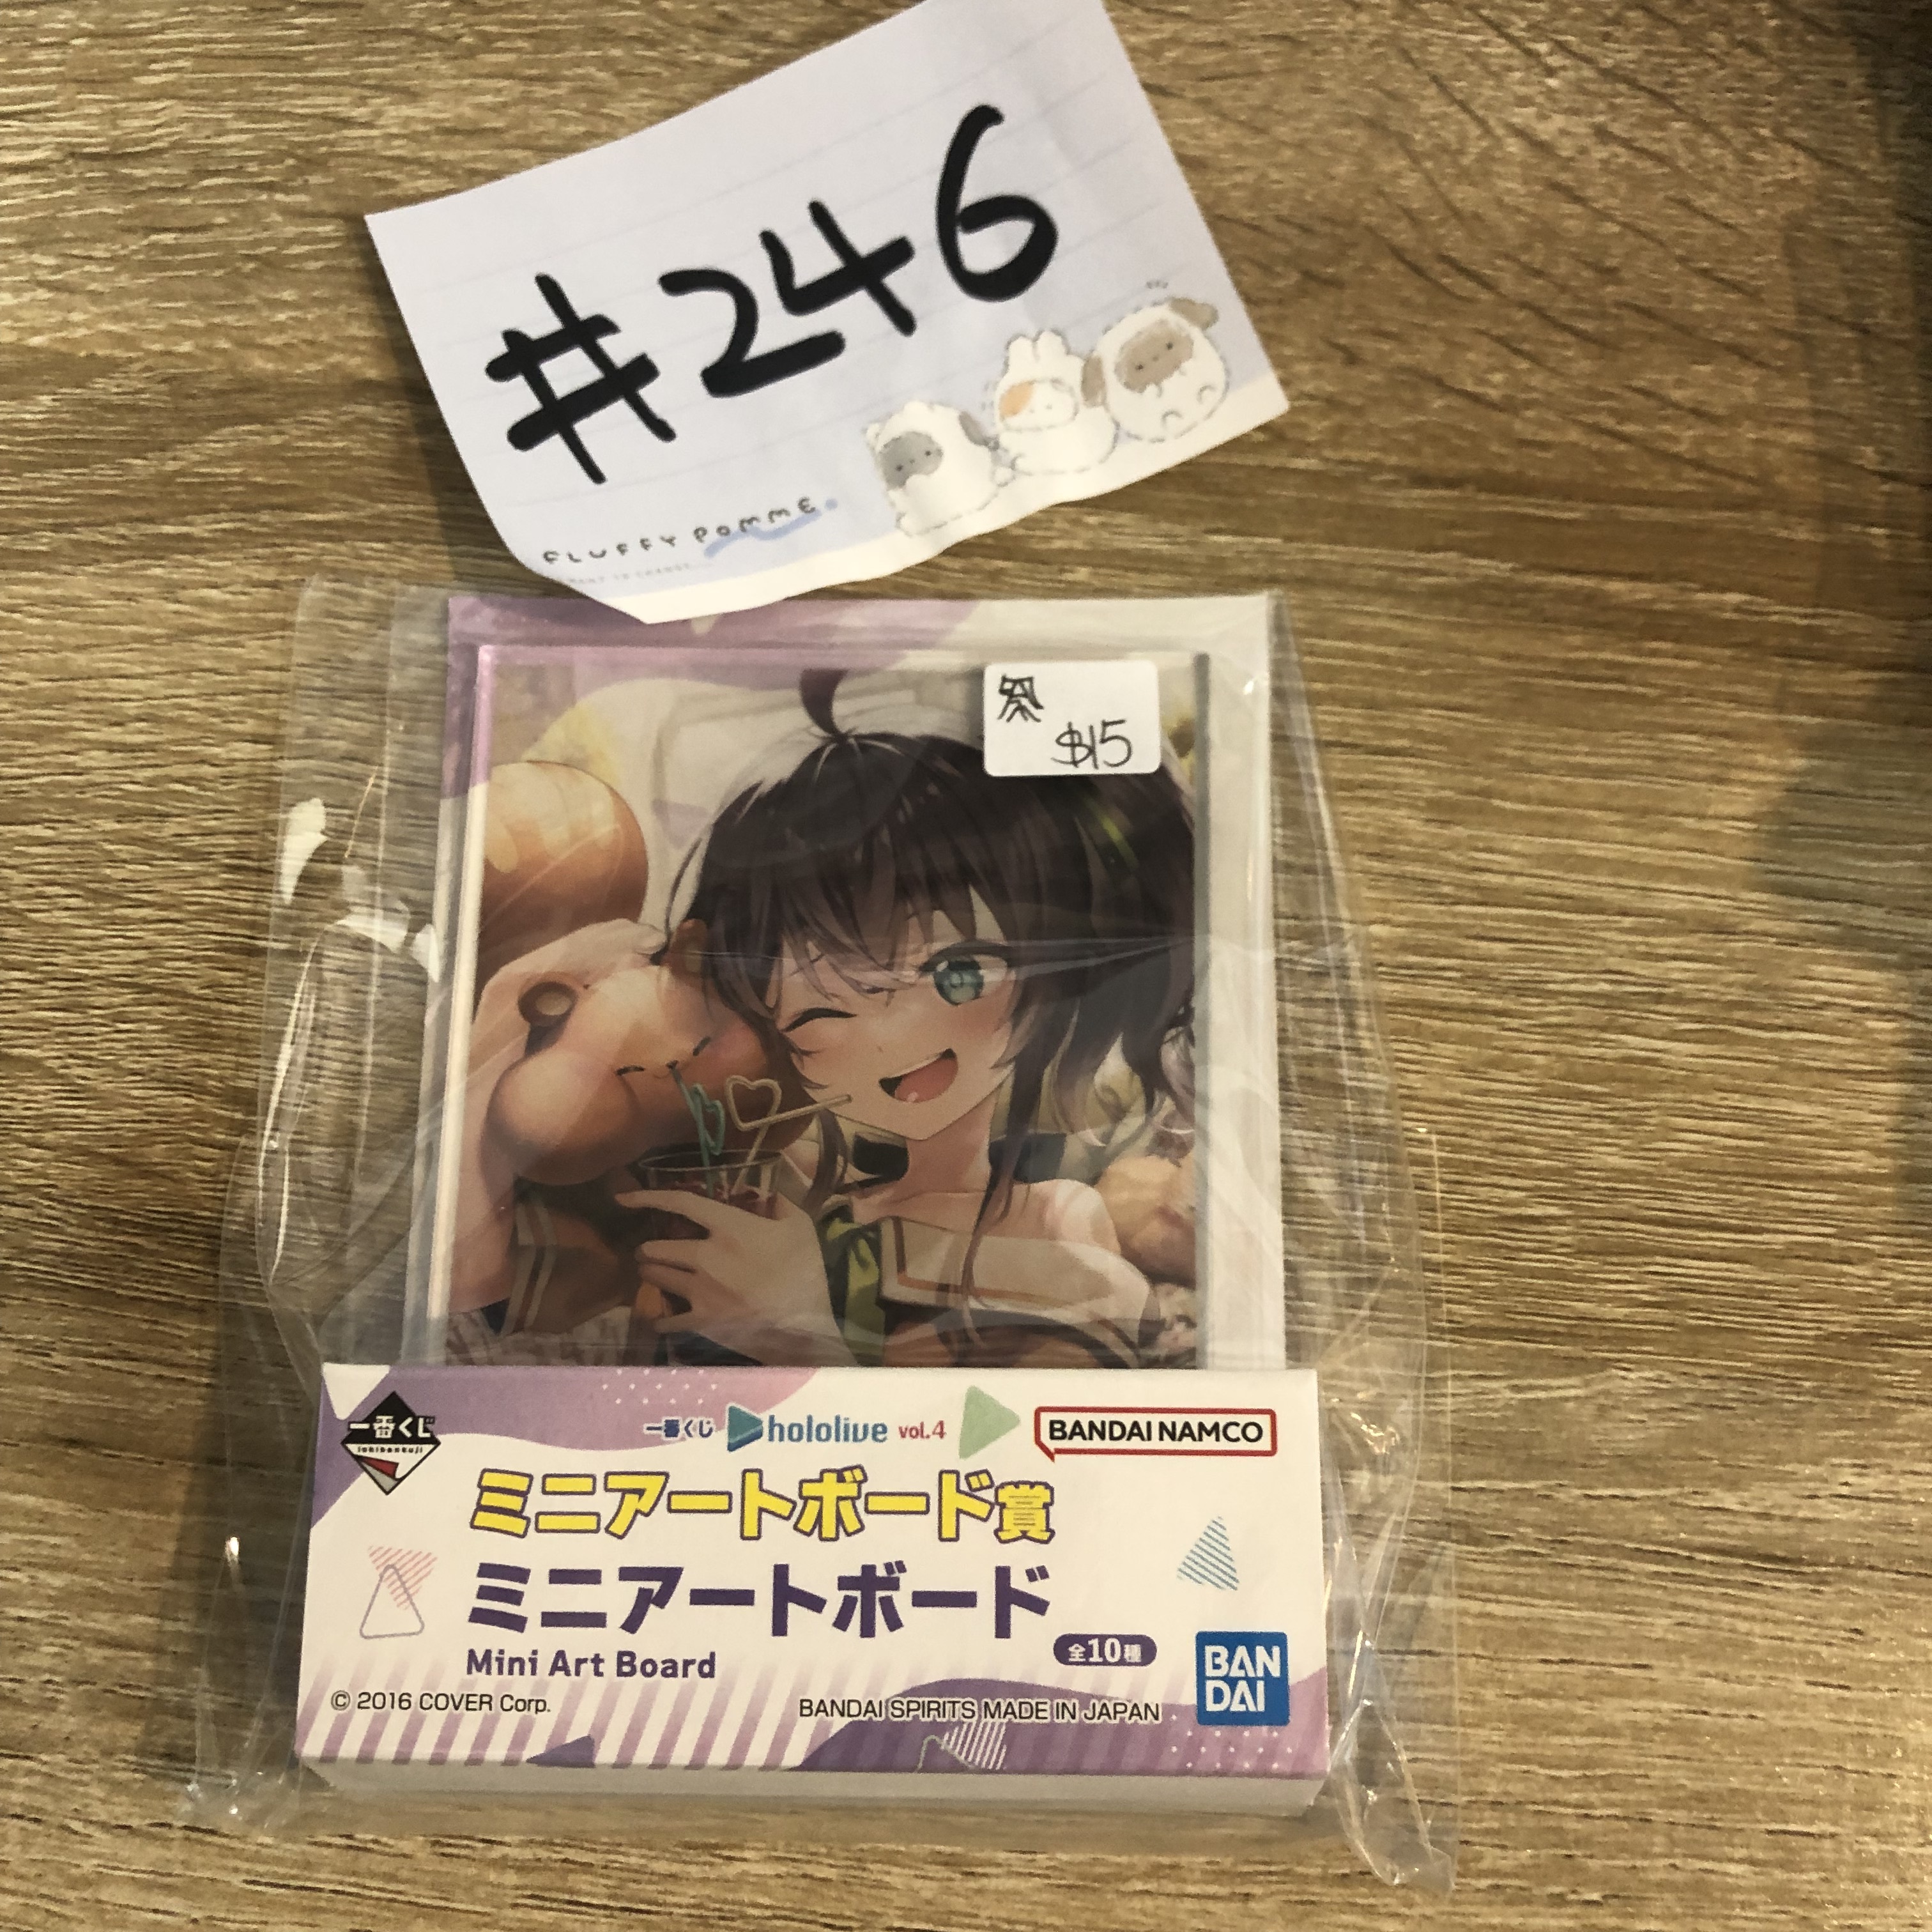 #246
FLUFFY POMME
祭
$15
一番くじ
ichibankuji
一番くじ hololive vol.4
BANDAI NAMCO
ミニアートボード賞
ミニアートボード
Mini Art Board
全10種
BAN
DAI
© 2016 COVER Corp.
BANDAI SPIRITS MADE IN JAPAN